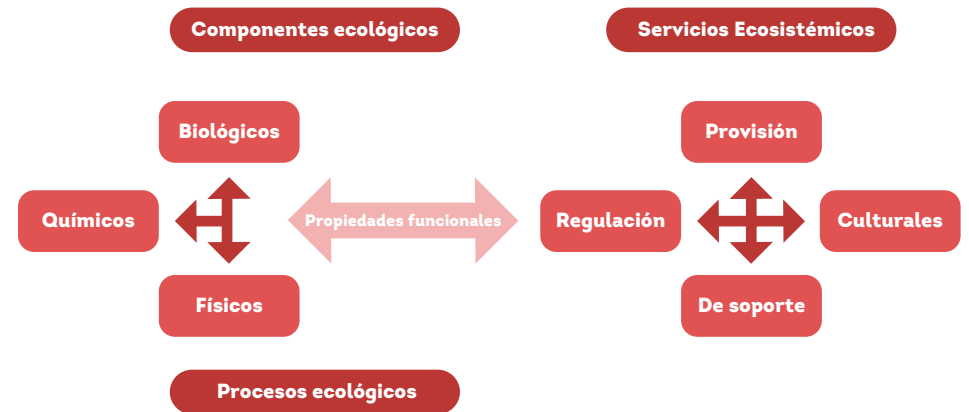 Componentes ecológicos
Servicios Ecosistémicos
Biológicos
Provisión
Químicos
Propiedades funcionales
Regulación
Culturales
Físicos
De soporte
Procesos ecológicos